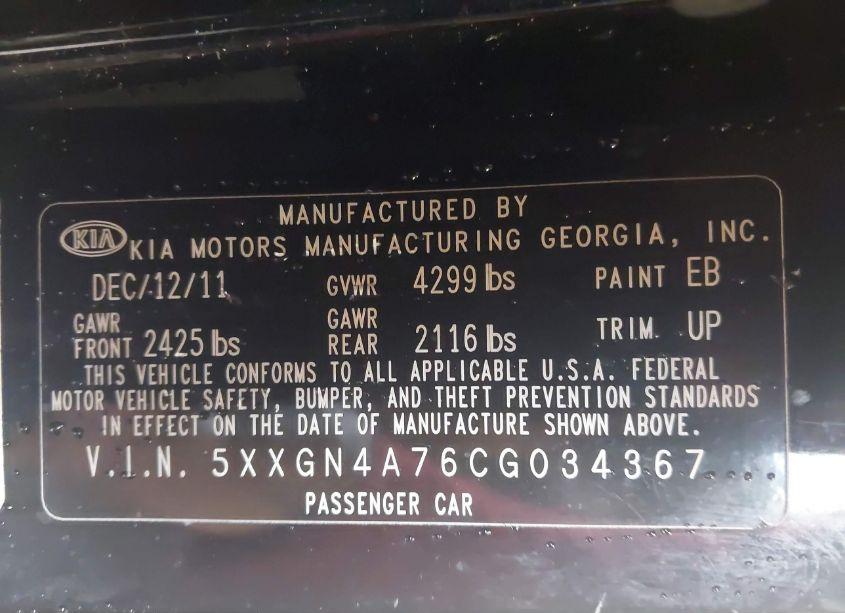 MANUFACTURED BY
KIA KIA MOTORS MANUFACTURING GEORGIA, INC.
DEC/12/11 GVWR 4299 lbs PAINT EB
GAWR FRONT 2425 lbs GAWR REAR 2116 lbs TRIM UP
THIS VEHICLE CONFORMS TO ALL APPLICABLE U.S.A. FEDERAL
MOTOR VEHICLE SAFETY, BUMPER, AND THEFT PREVENTION STANDARDS
IN EFFECT ON THE DATE OF MANUFACTURE SHOWN ABOVE.
V.I.N. 5XXGN4A76CG034367
PASSENGER CAR